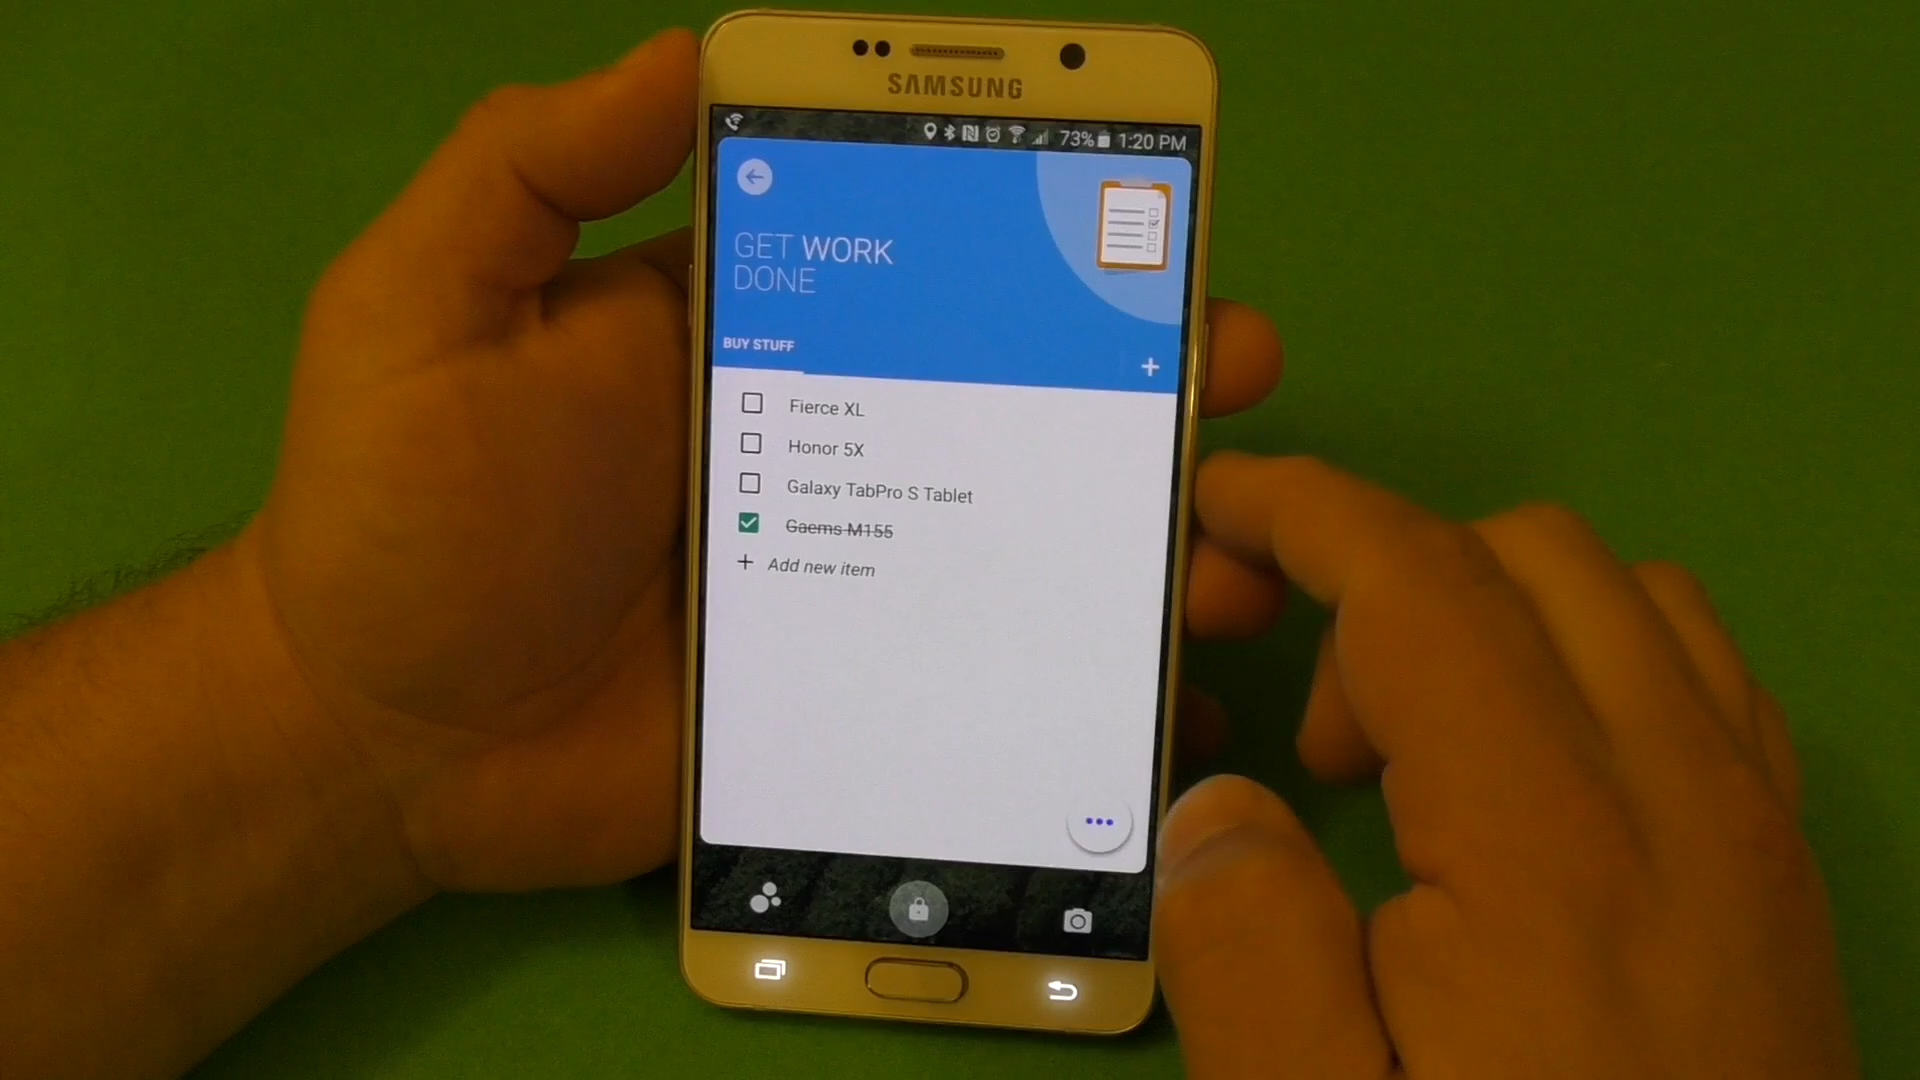 SAMSUNG
73% 1:20 PM
GET WORK
DONE
BUY STUFF
+
Fierce XL
Honor 5X
Galaxy TabPro S Tablet
Gaems M155
+ Add new item